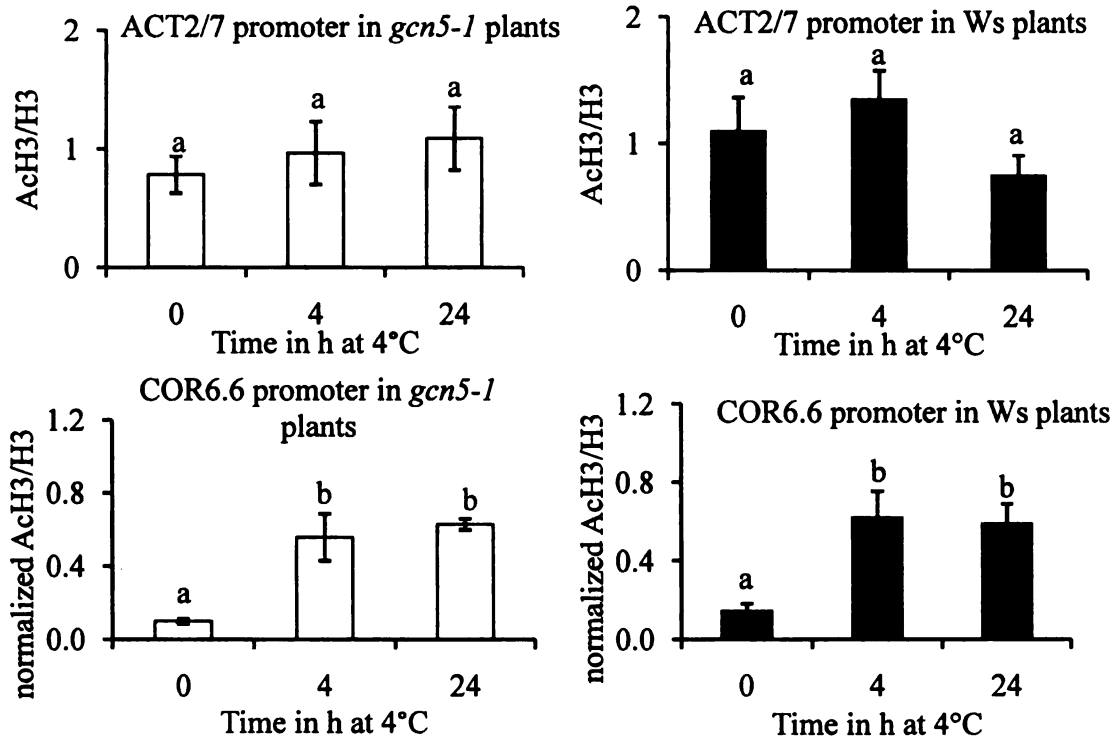 ACT2/7 promoter in gcn5-1 plants
2
1
0
AcH3/H3
a
a
a
0
4
24
Time in h at 4°C
ACT2/7 promoter in Ws plants
2
1
0
AcH3/H3
a
a
a
0
4
24
Time in h at 4°C
COR6.6 promoter in gcn5-1
plants
1.2
0.8
0.4
0.0
normalized AcH3/H3
a
b
b
0
4
24
Time in h at 4°C
COR6.6 promoter in Ws plants
1.2
0.8
0.4
0.0
normalized AcH3/H3
a
b
b
0
4
24
Time in h at 4°C